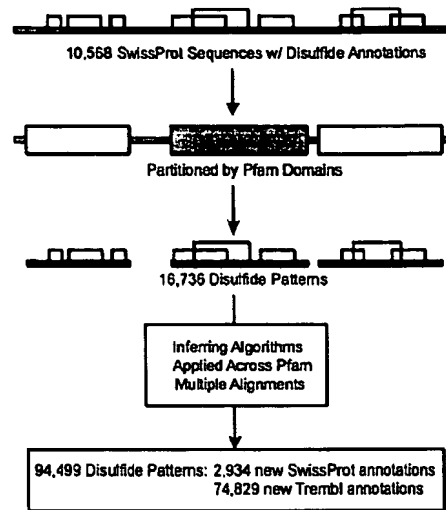 10,568 SwissProt Sequences w/ Disulfide Annotations
Partitioned by Pfam Domains
16,736 Disulfide Patterns
Inferring Algorithms
Applied Across Pfam
Multiple Alignments
94,499 Disulfide Patterns: 2,934 new SwissProt annotations
74,829 new Trembl annotations